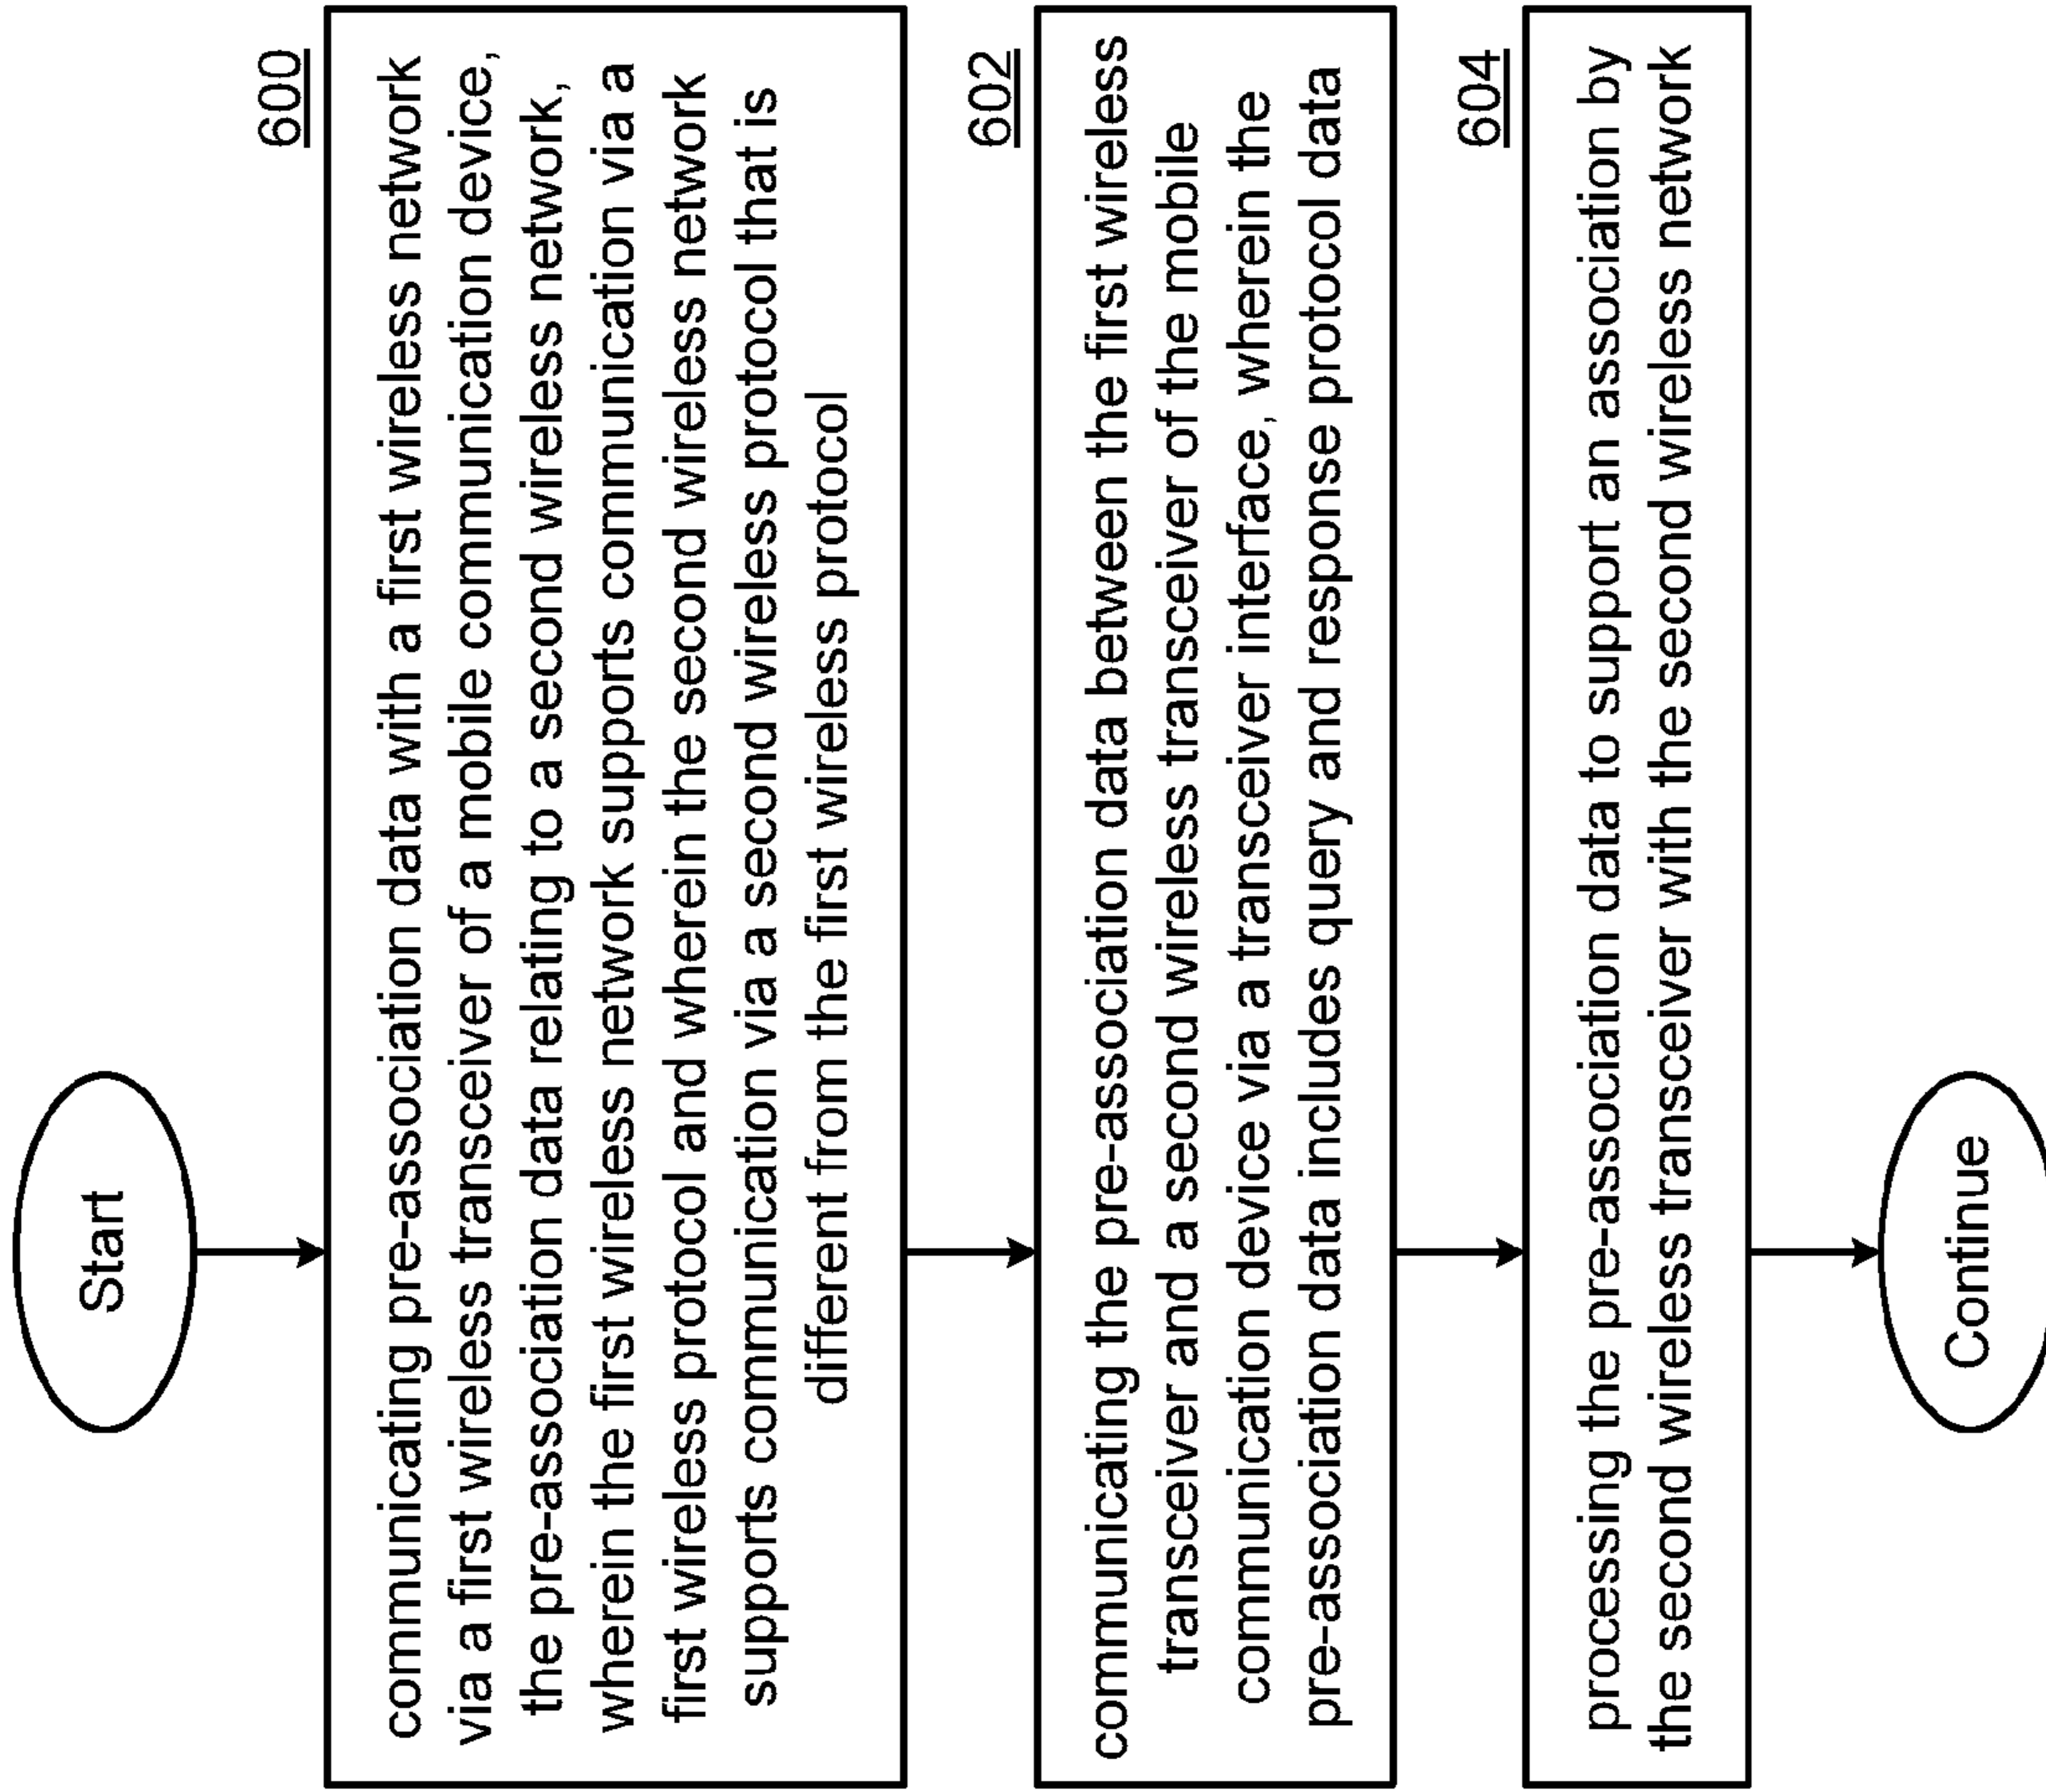 Start
600
communicating pre-association data with a first wireless network
via a first wireless transceiver of a mobile communication device,
the pre-association data relating to a second wireless network,
wherein the first wireless network supports communication via a
first wireless protocol and wherein the second wireless network
supports communication via a second wireless protocol that is
different from the first wireless protocol
602
communicating the pre-association data between the first wireless
transceiver and a second wireless transceiver of the mobile
communication device via a transceiver interface, wherein the
pre-association data includes query and response protocol data
604
processing the pre-association data to support an association by
the second wireless transceiver with the second wireless network
Continue